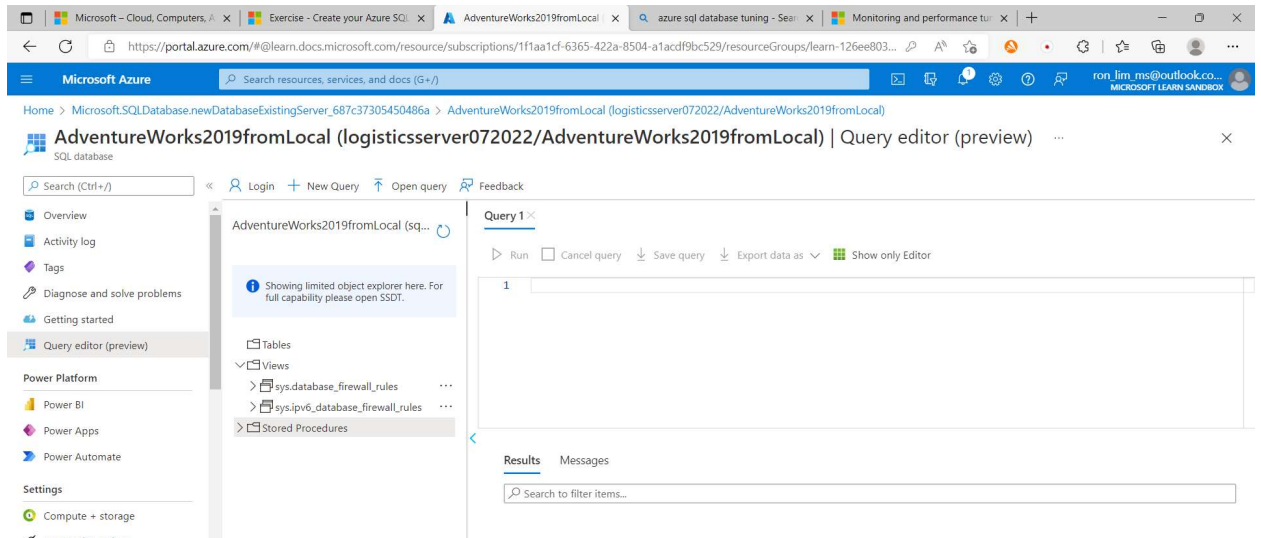 Microsoft – Cloud, Computers, A
Exercise - Create your Azure SQL
AdventureWorks2019fromLocal
azure sql database tuning - Sear
Monitoring and performance tu
https://portal.azure.com/#@learn.docs.microsoft.com/resource/subscriptions/1f1aa1cf-6365-422a-8504-a1acdf9bc529/resourceGroups/learn-126ee803...
Microsoft Azure
Search resources, services, and docs (G+/)
1
ron_lim_ms@outlook.co...
MICROSOFT LEARN SANDBOX
Home > Microsoft.SQLDatabase.newDatabaseExistingServer_687c37305450486a > AdventureWorks2019fromLocal (logisticsserver072022/AdventureWorks2019fromLocal)
AdventureWorks2019fromLocal (logisticsserver072022/AdventureWorks2019fromLocal) | Query editor (preview) ...
SQL database
Search (Ctrl+/)
Login
New Query
Open query
Feedback
Overview
Activity log
Tags
Diagnose and solve problems
Getting started
Query editor (preview)
Power Platform
Power BI
Power Apps
Power Automate
Settings
Compute + storage
AdventureWorks2019fromLocal (sq...
Showing limited object explorer here. For
full capability please open SSDT.
Tables
Views
sys.database_firewall_rules ...
sys.ipv6_database_firewall_rules ...
Stored Procedures
Query 1
Run
Cancel query
Save query
Export data as
Show only Editor
1
Results
Messages
Search to filter items...